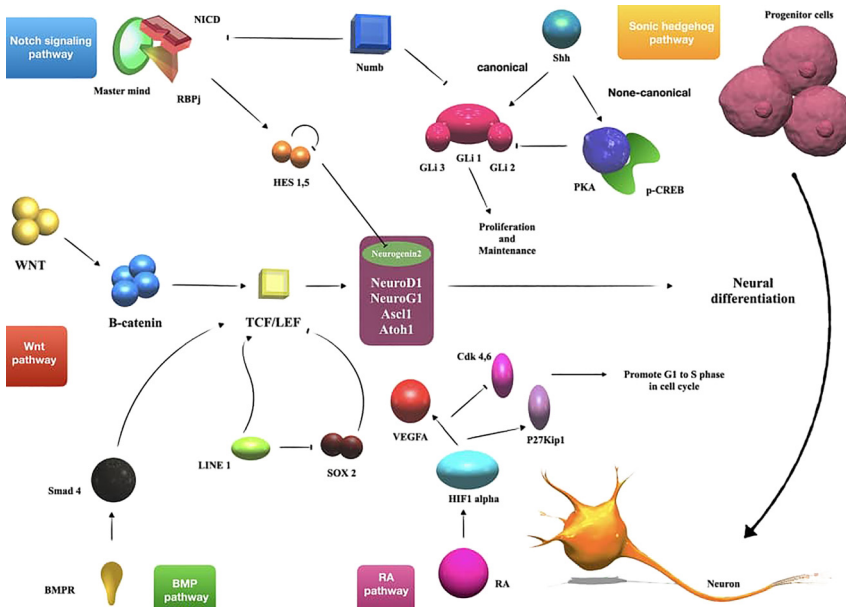 Notch signaling
pathway
NICD
Master mind
RBPj
Numb
Shh
canonical
None-canonical
Sonic hedgehog
pathway
Progenitor cells
GLi 3
GLi 1
GLi 2
PKA
p-CREB
HES 1,5
Proliferation
and
Maintenance
WNT
B-catenin
TCF/LEF
Neurogenin2
NeuroD1
NeuroG1
Ascl1
Atoh1
Neural
differentiation
Wnt
pathway
Cdk 4,6
Promote G1 to S phase
in cell cycle
VEGFA
P27Kip1
LINE 1
SOX 2
Smad 4
HIF1 alpha
BMPR
BMP
pathway
RA
pathway
RA
Neuron